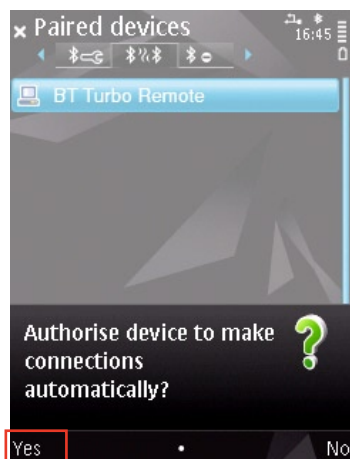 Paired devices
16:45
BT Turbo Remote
Authorise device to make
connections
automatically?
Yes
No